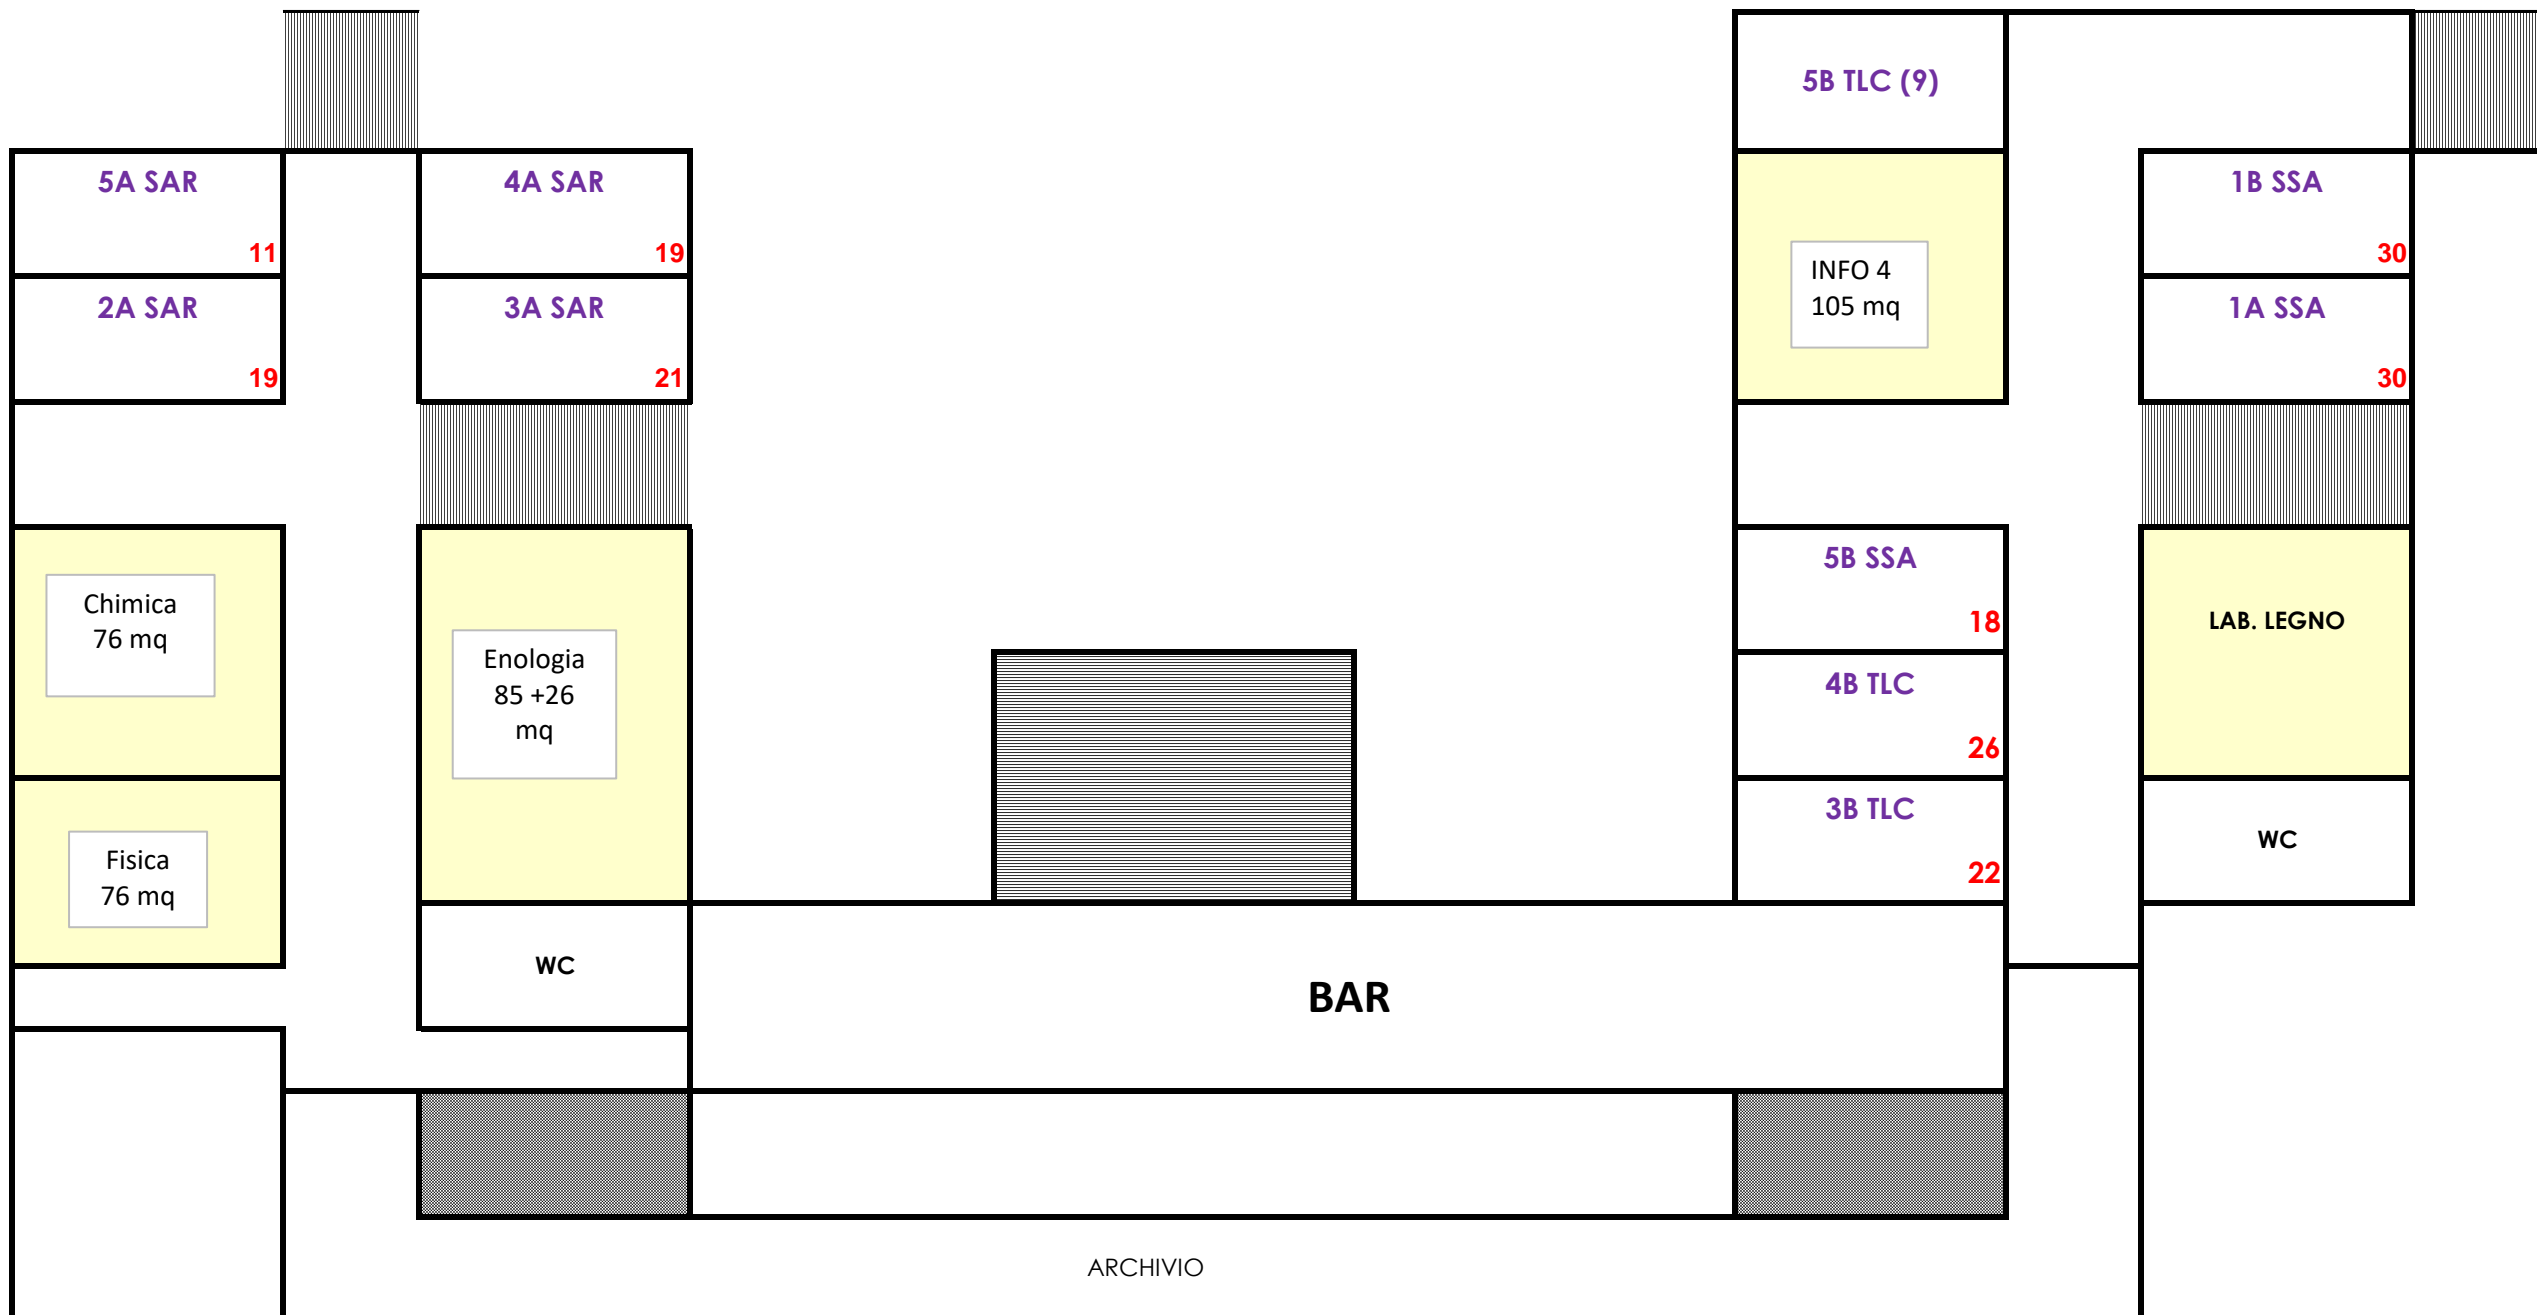 5B TLC (9)
5A SAR
11
4A SAR
19
1B SSA
30
2A SAR
19
3A SAR
21
INFO 4
105 mq
1A SSA
30
Chimica
76 mq
Enologia
85 +26
mq
5B SSA
18
LAB. LEGNO
4B TLC
26
Fisica
76 mq
3B TLC
22
WC
WC
BAR
ARCHIVIO